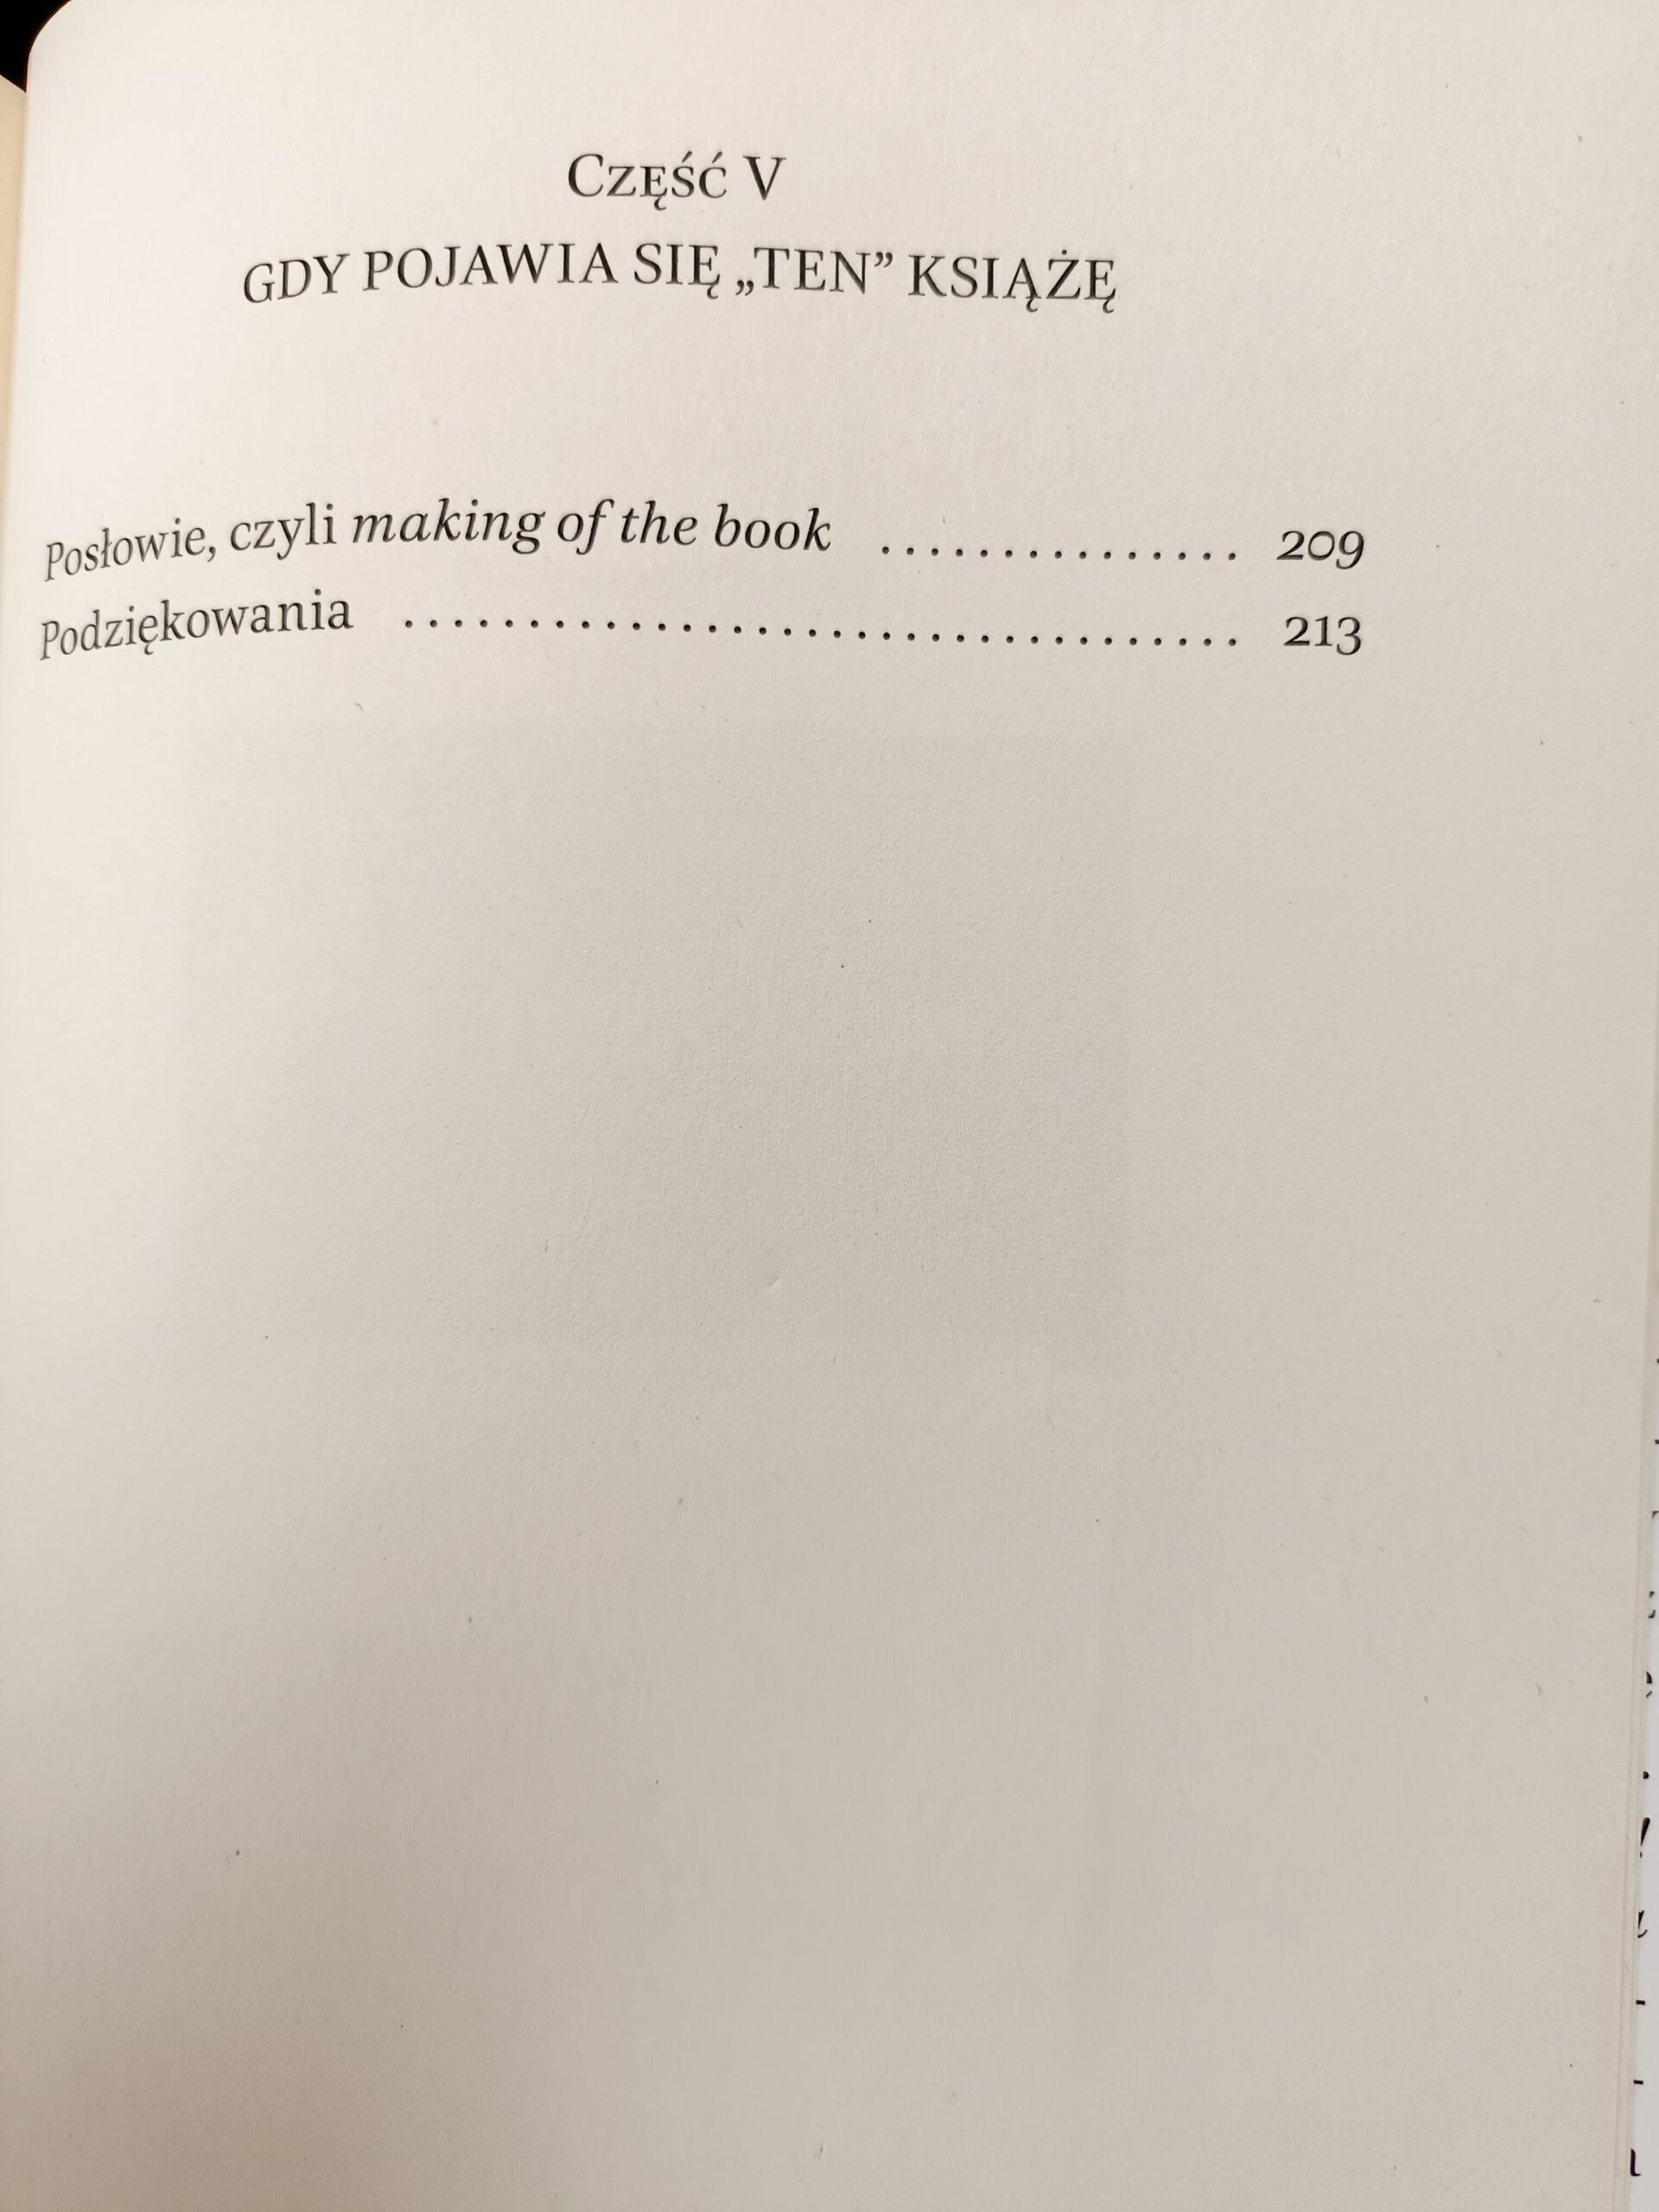 Część V
GDY POJAWIA SIĘ „TEN” KSIĄŻĘ
Posłowie, czyli making of the book ............... 209
Podziękowania ................................... 213